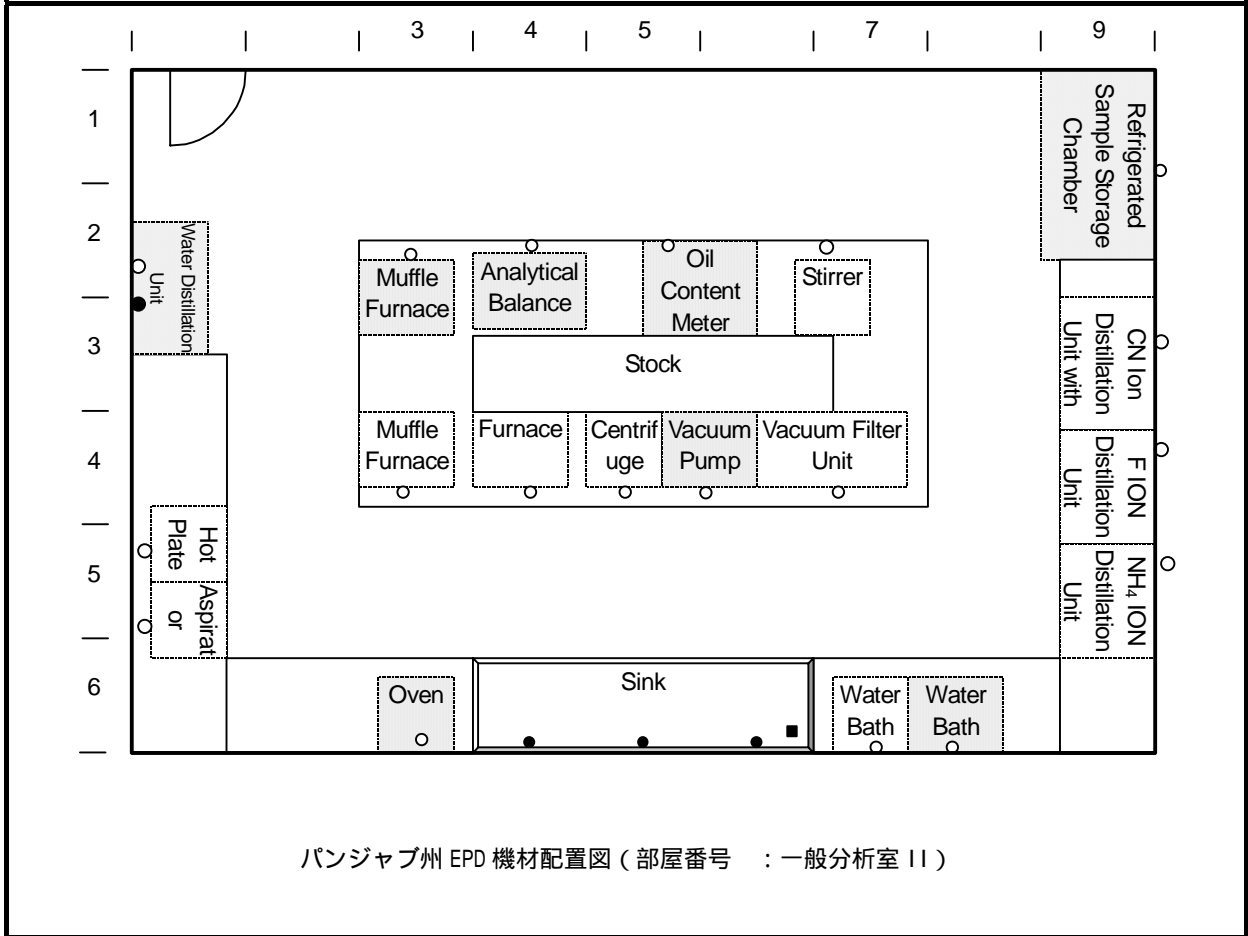 3 4 5 7 9
1
2
3
4
5
6
Refrigerated
Sample Storage
Chamber
Water Distillation
Unit
Muffle
Furnace
Analytical
Balance
Oil
Content
Meter
Stirrer
Stock
CN Ion
Distillation
Unit with
Muffle
Furnace
Furnace
Centrif
uge
Vacuum
Pump
Vacuum Filter
Unit
F ION
Distillation
Unit
Hot
Plate
Aspirat
or
NH₄ ION
Distillation
Unit
Oven
Sink
Water
Bath
Water
Bath
パンジャブ州 EPD 機材配置図 ( 部屋番号 : 一般分析室 II )